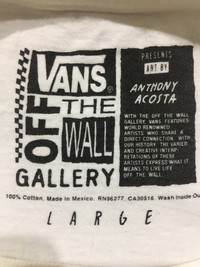 VANS
OFF THE WALL
GALLERY
PRESENTS
ART BY
ANTHONY
ACOSTA
WITH THE OFF THE WALL
GALLERY, VANS FEATURES
WORLD RENOWNED
ARTISTS WHO SHARE A
DIRECT CONNECTION WITH
OUR HISTORY. THE VARIED
AND CREATIVE INTERP-
RETATIONS OF THESE
ARTISTS EXPRESS WHAT IT
MEANS TO LIVE LIFE
OFF THE WALL.
100% Cotton. Made In Mexico. RN96277, CA30516. Wash Inside Ou
LARGE